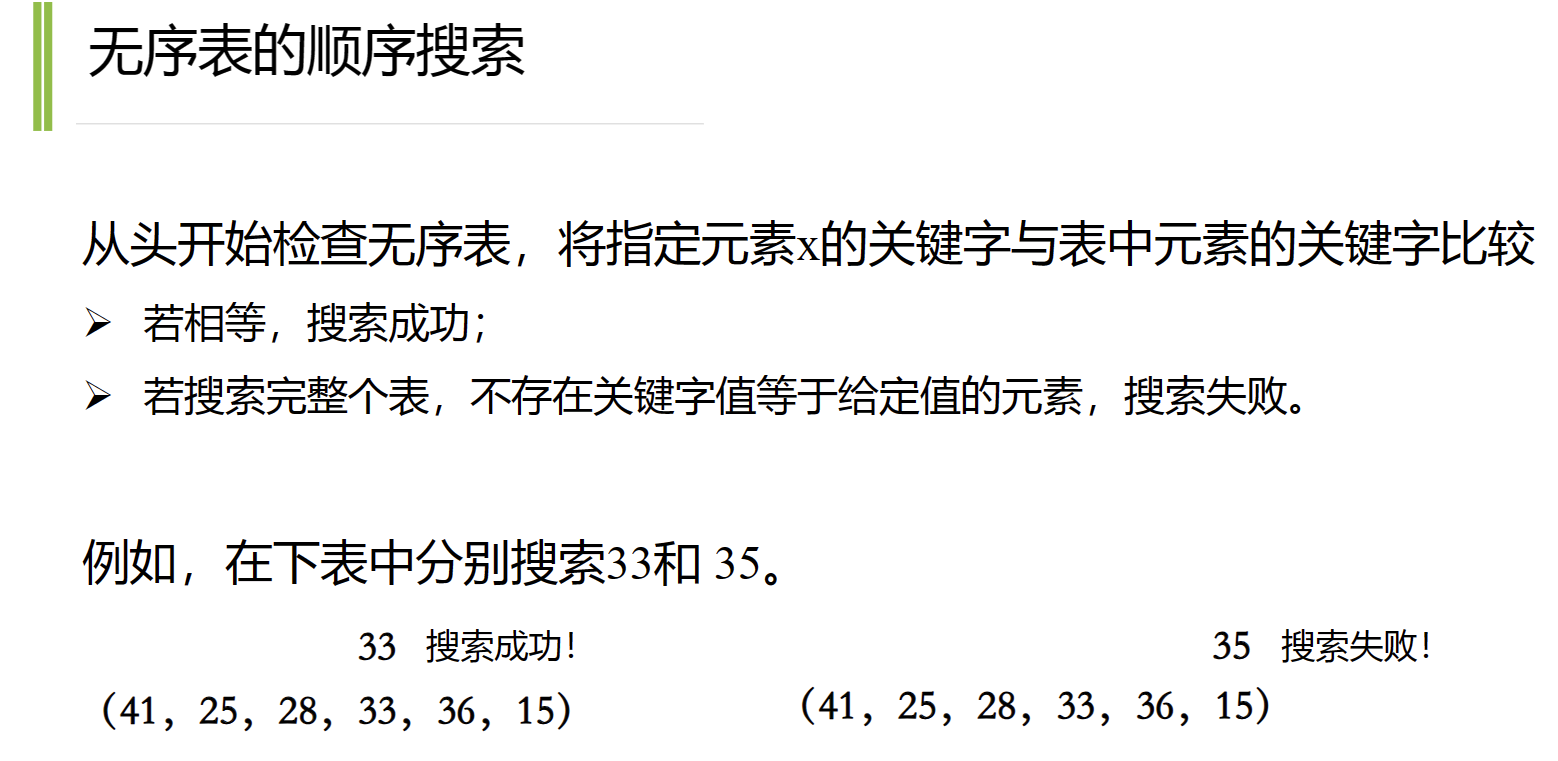 无序表的顺序搜索
从头开始检查无序表，将指定元素x的关键字与表中元素的关键字比较
➢ 若相等，搜索成功；
➢ 若搜索完整个表，不存在关键字值等于给定值的元素，搜索失败。
例如，在下表中分别搜索33和 35。
33 搜索成功！
（41，25，28，33，36，15）
35 搜索失败！
（41，25，28，33，36，15）